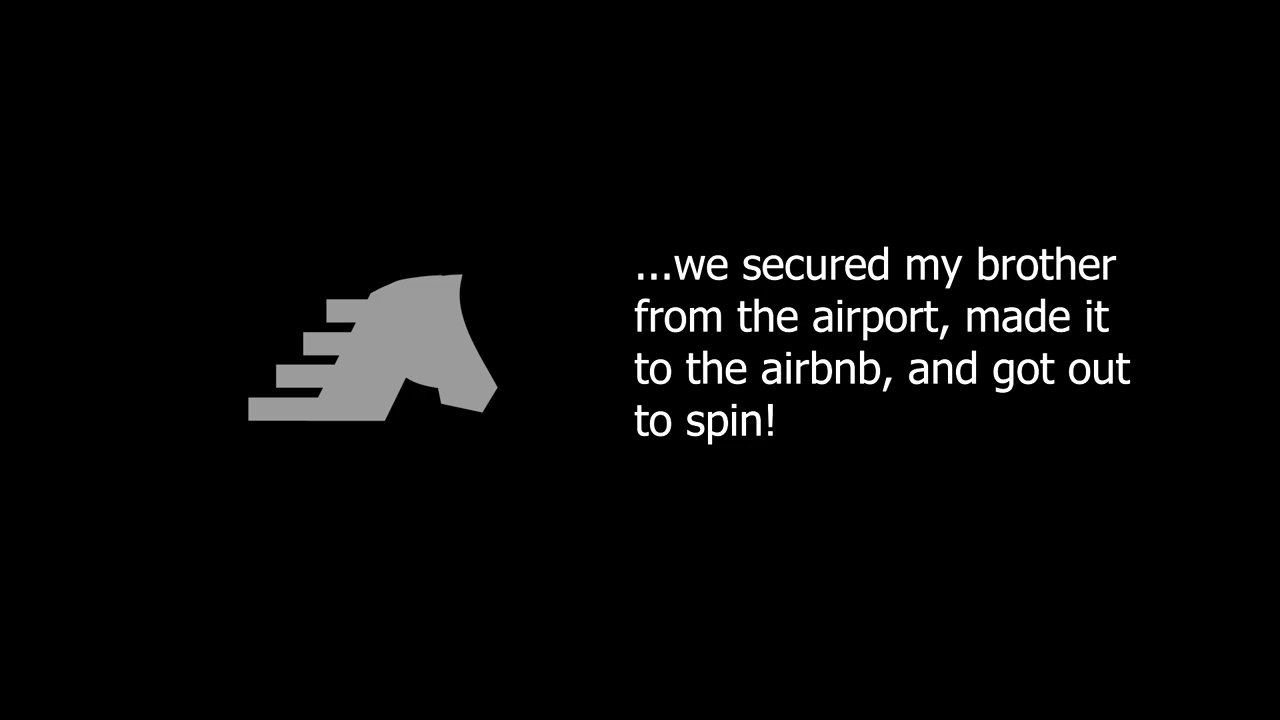 ...we secured my brother
from the airport, made it
to the airbnb, and got out
to spin!